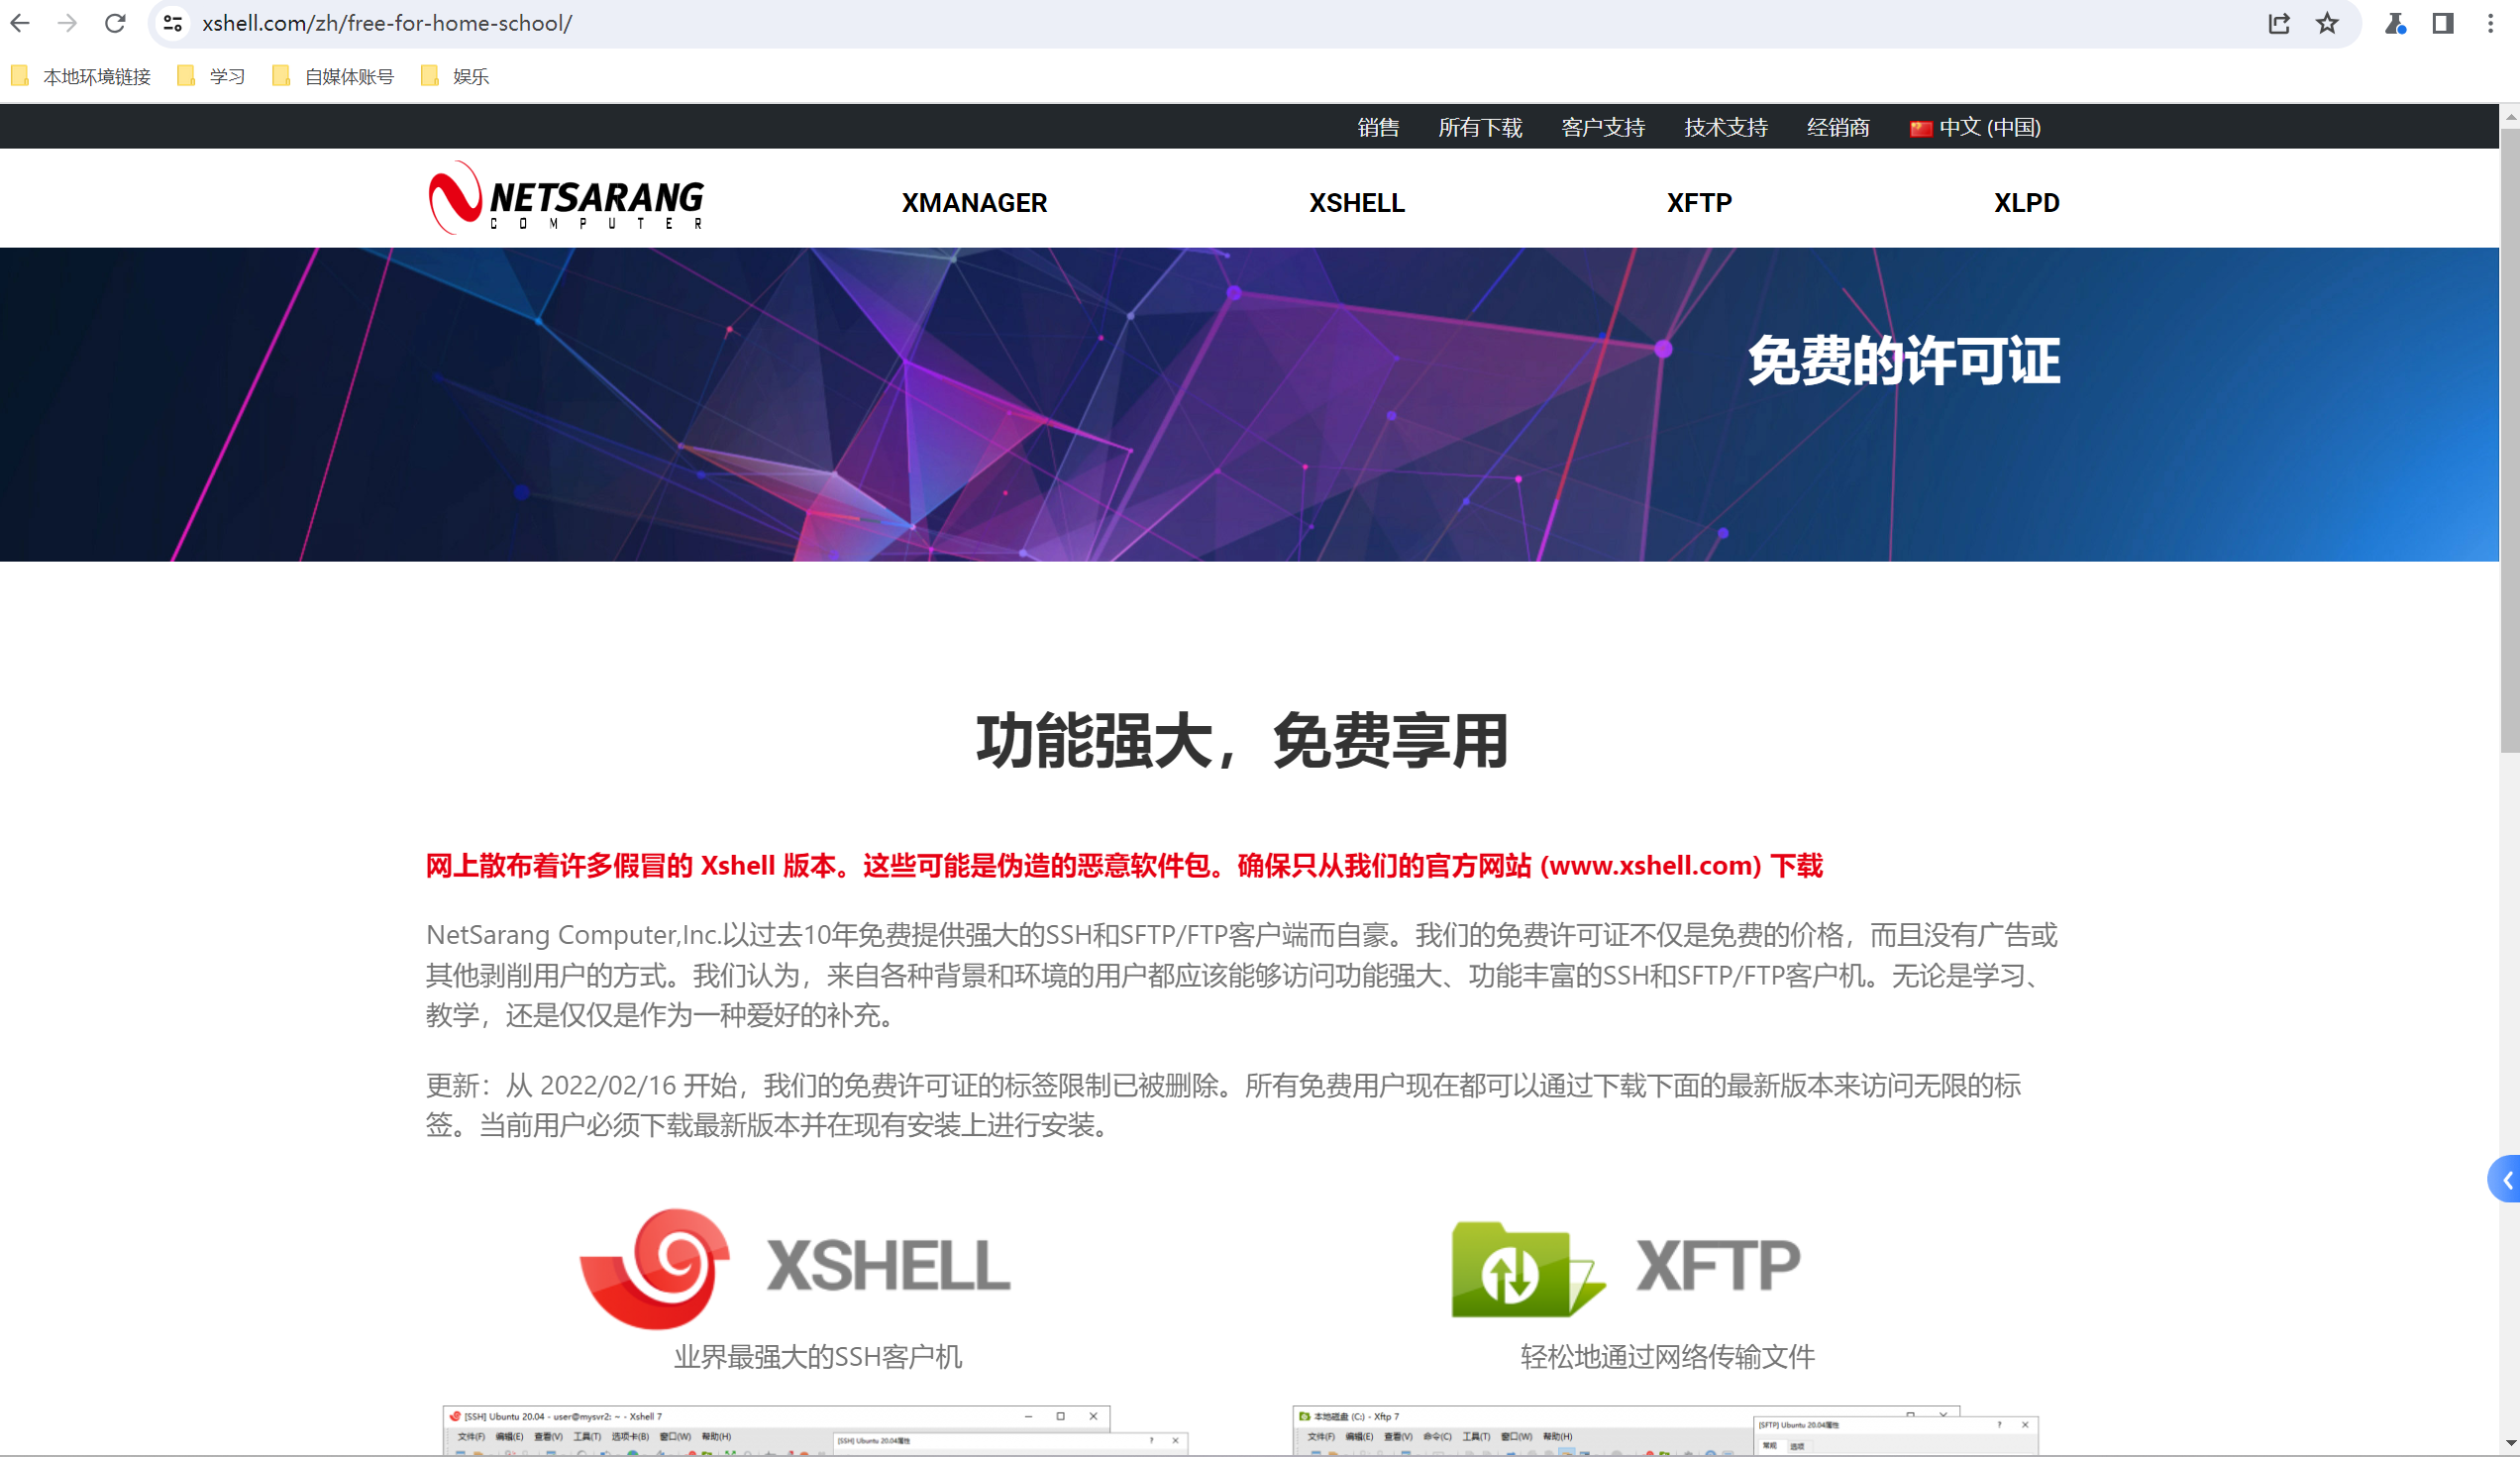 xshell.com/zh/free-for-home-school/
本地环境链接 学习 自媒体账号 娱乐
销售 所有下载 客户支持 技术支持 经销商 中文 (中国)
NETSARANG
COMPUTER
XMANAGER XSHELL XFTP XLPD
免费的许可证
功能强大，免费享用
网上散布着许多假冒的 Xshell 版本。这些可能是伪造的恶意软件包。确保只从我们的官方网站 (www.xshell.com) 下载
NetSarang Computer,Inc.以过去10年免费提供强大的SSH和SFTP/FTP客户端而自豪。我们的免费许可证不仅是免费的价格，而且没有广告或
其他剥削用户的方式。我们认为，来自各种背景和环境的用户都应该能够访问功能强大、功能丰富的SSH和SFTP/FTP客户机。无论是学习、
教学，还是仅仅是作为一种爱好的补充。
更新：从 2022/02/16 开始，我们的免费许可证的标签限制已被删除。所有免费用户现在都可以通过下载下面的最新版本来访问无限的标
签。当前用户必须下载最新版本并在现有安装上进行安装。
XSHELL
业界最强大的SSH客户机
XFTP
轻松地通过网络传输文件
[SSH] Ubuntu 20.04 - user@mysvr2: ~ - Xshell 7
文件(F) 编辑(E) 查看(V) 工具(T) 选项卡(B) 窗口(W) 帮助(H)
[SSH] Ubuntu 20.04属性
本地磁盘 (C:) - Xftp 7
文件(F) 编辑(E) 查看(V) 命令(C) 工具(T) 窗口(W) 帮助(H)
[SFTP] Ubuntu 20.04属性
常规 选项